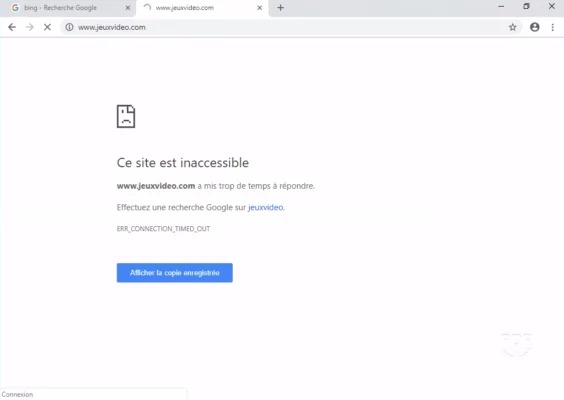 bing - Recherche Google
www.jeuxvideo.com
www.jeuxvideo.com
Ce site est inaccessible
www.jeuxvideo.com a mis trop de temps à répondre.
Effectuez une recherche Google sur jeuxvideo.
ERR_CONNECTION_TIMED_OUT
Afficher la copie enregistrée
Connexion